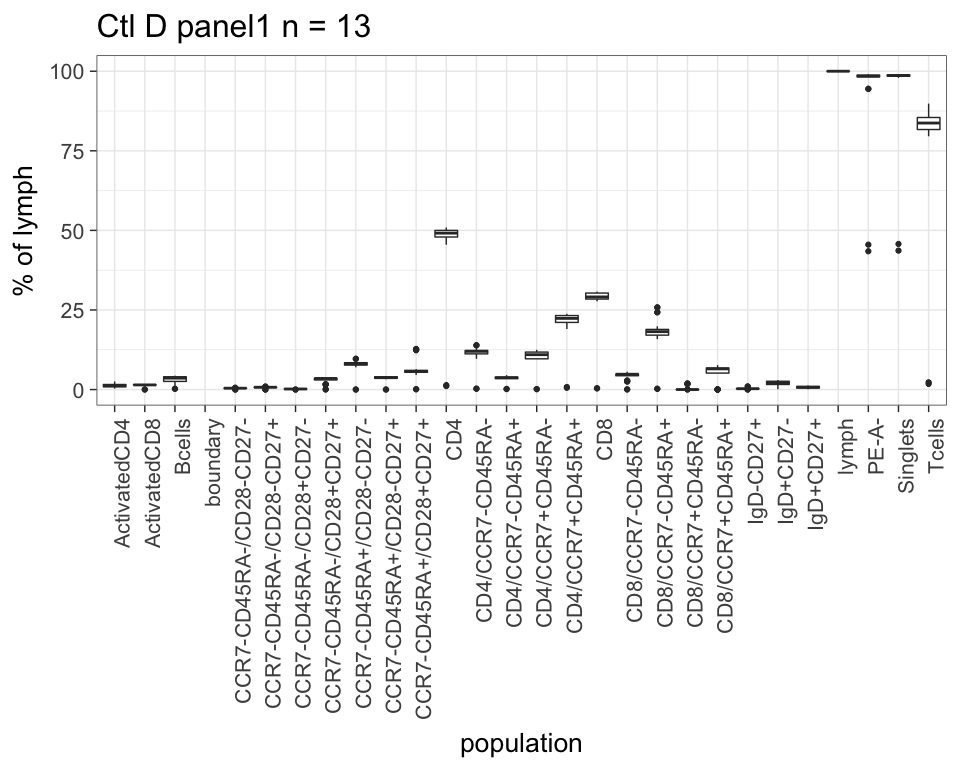 Ctl D panel1 n = 13
% of lymph
100
75
50
25
0
ActivatedCD4
ActivatedCD8
Bcells
boundary
CCR7-CD45RA-/CD28-CD27-
CCR7-CD45RA-/CD28-CD27+
CCR7-CD45RA-/CD28+CD27-
CCR7-CD45RA-/CD28+CD27+
CCR7-CD45RA+/CD28-CD27-
CCR7-CD45RA+/CD28-CD27+
CCR7-CD45RA+/CD28+CD27+
CD4
CD4/CCR7-CD45RA-
CD4/CCR7-CD45RA+
CD4/CCR7+CD45RA-
CD4/CCR7+CD45RA+
CD8
CD8/CCR7-CD45RA-
CD8/CCR7-CD45RA+
CD8/CCR7+CD45RA-
CD8/CCR7+CD45RA+
IgD-CD27+
IgD+CD27-
IgD+CD27+
lymph
PE-A-
Singlets
Tcells
population